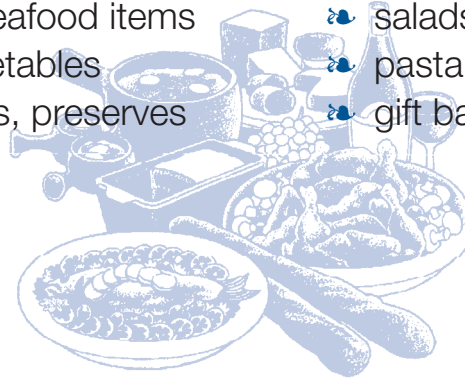 eafood items
etables
s, preserves
salads
pasta
gift ba